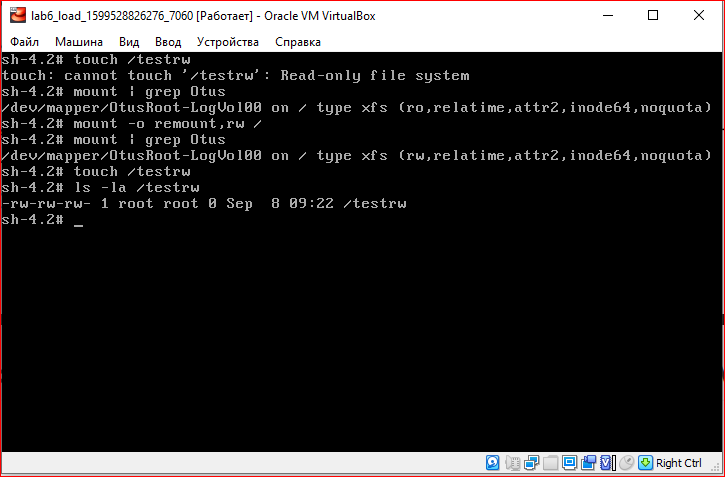 lab6_load_1599528826276_7060 [Работает] - Oracle VM VirtualBox
Файл Машина Вид Ввод Устройства Справка
sh-4.2# touch /testrw
touch: cannot touch '/testrw': Read-only file system
sh-4.2# mount | grep Otus
/dev/mapper/OtusRoot-LogVol00 on / type xfs (ro,relatime,attr2,inode64,noquota)
sh-4.2# mount -o remount,rw /
sh-4.2# mount | grep Otus
/dev/mapper/OtusRoot-LogVol00 on / type xfs (rw,relatime,attr2,inode64,noquota)
sh-4.2# touch /testrw
sh-4.2# ls -la /testrw
-rw-rw-rw- 1 root root 0 Sep  8 09:22 /testrw
sh-4.2# _
Right Ctrl